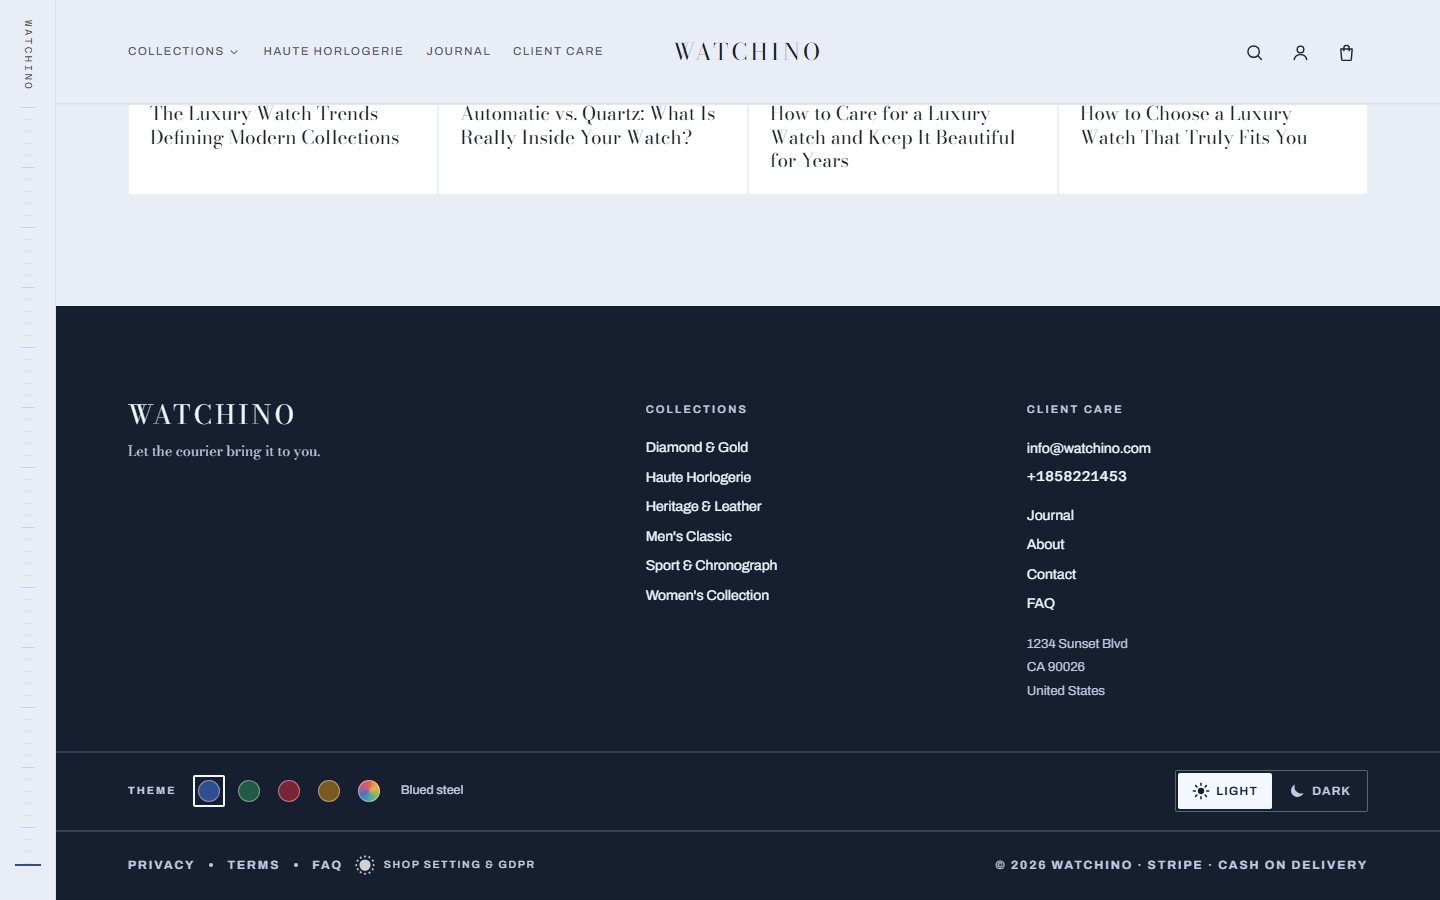 WATCHINO
COLLECTIONS
HAUTE HORLOGERIE
JOURNAL
CLIENT CARE
WATCHINO
The Luxury Watch Trends
Defining Modern Collections
Automatic vs. Quartz: What Is
Really Inside Your Watch?
How to Care for a Luxury
Watch and Keep It Beautiful
for Years
How to Choose a Luxury
Watch That Truly Fits You
WATCHINO
Let the courier bring it to you.
COLLECTIONS
Diamond & Gold
Haute Horlogerie
Heritage & Leather
Men's Classic
Sport & Chronograph
Women's Collection
CLIENT CARE
info@watchino.com
+1858221453
Journal
About
Contact
FAQ
1234 Sunset Blvd
CA 90026
United States
THEME
Blued steel
LIGHT
DARK
PRIVACY • TERMS • FAQ
SHOP SETTING & GDPR
© 2026 WATCHINO · STRIPE · CASH ON DELIVERY